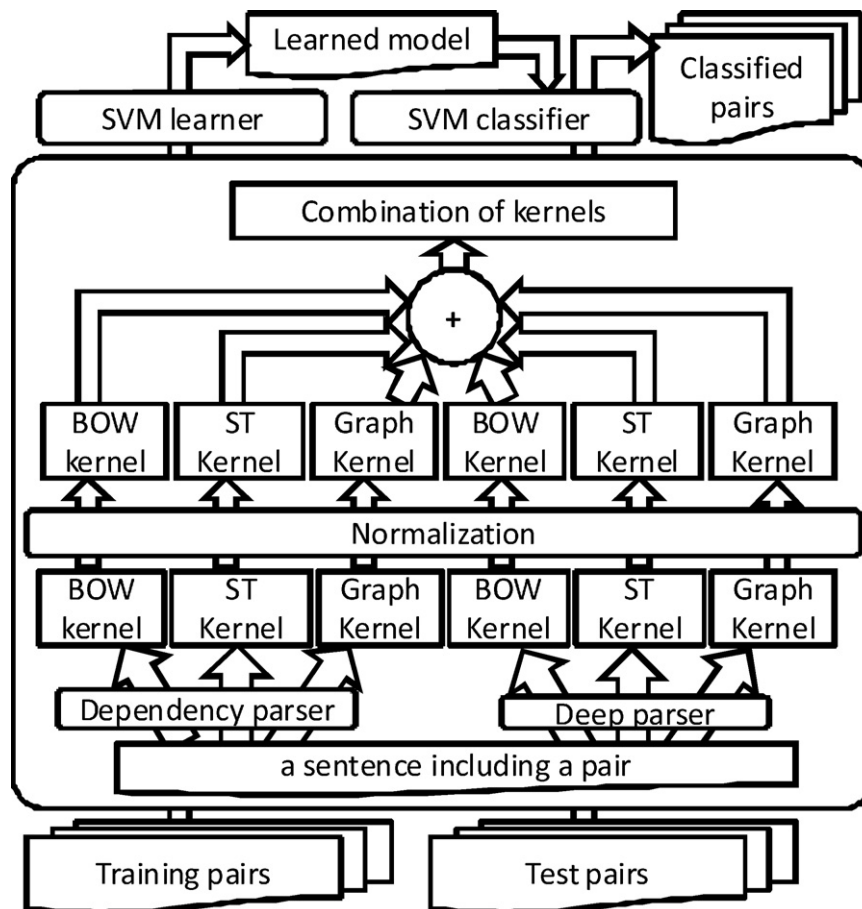 Learned model
Classified
pairs
SVM learner
SVM classifier
Combination of kernels
+
BOW
kernel
ST
Kernel
Graph
Kernel
BOW
Kernel
ST
Kernel
Graph
Kernel
Normalization
BOW
kernel
ST
Kernel
Graph
Kernel
BOW
Kernel
ST
Kernel
Graph
Kernel
Dependency parser
Deep parser
a sentence including a pair
Training pairs
Test pairs